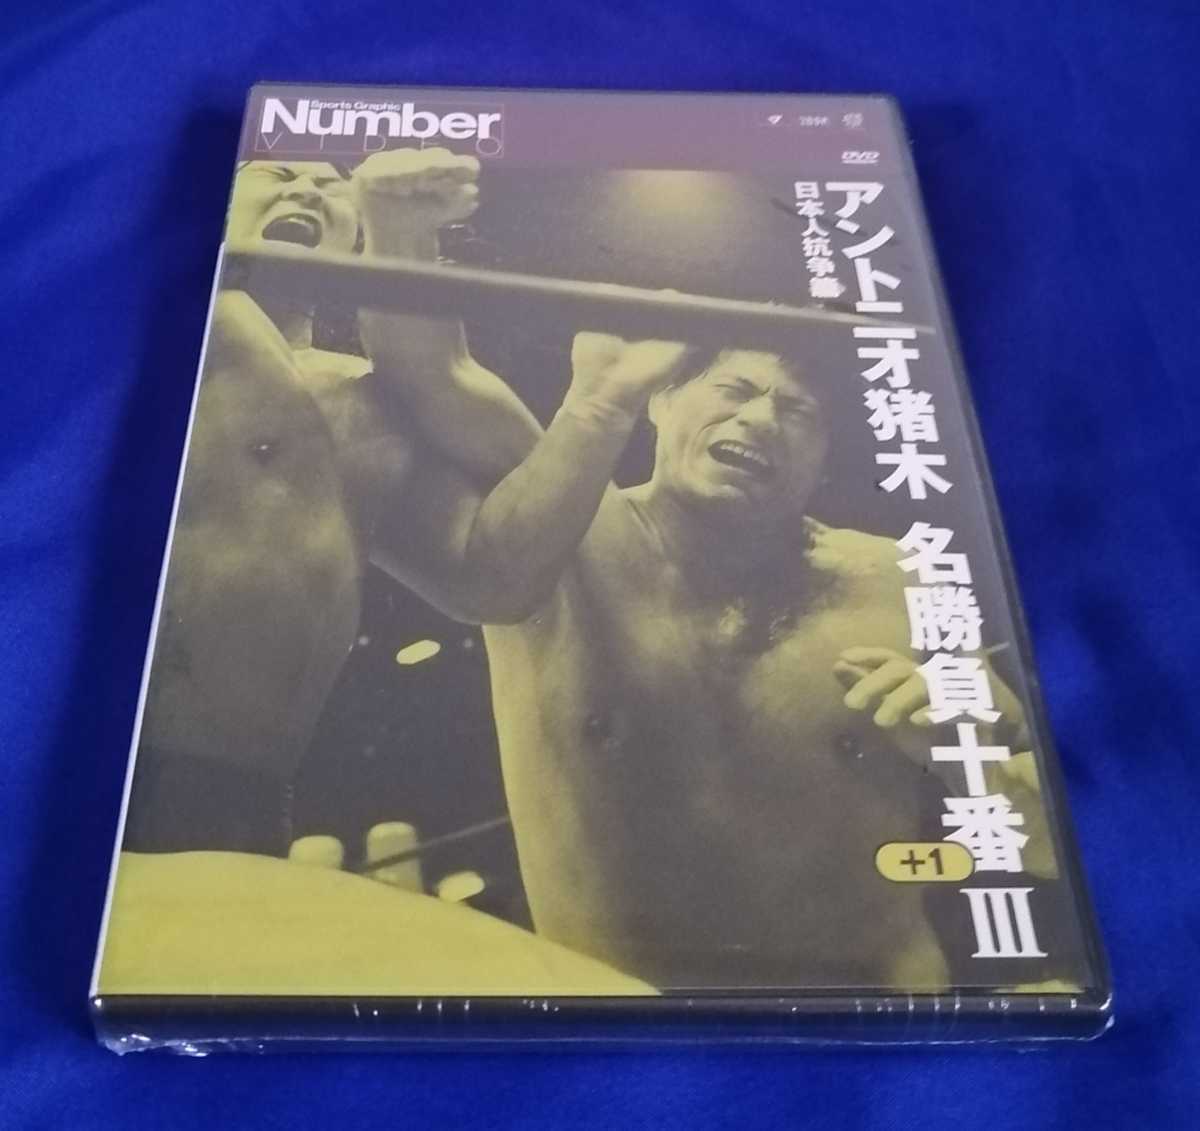 Sports Graphic
Number
VIDEO
DVD
アントニオ猪木 名勝負十番 III
日本人抗争編
+1